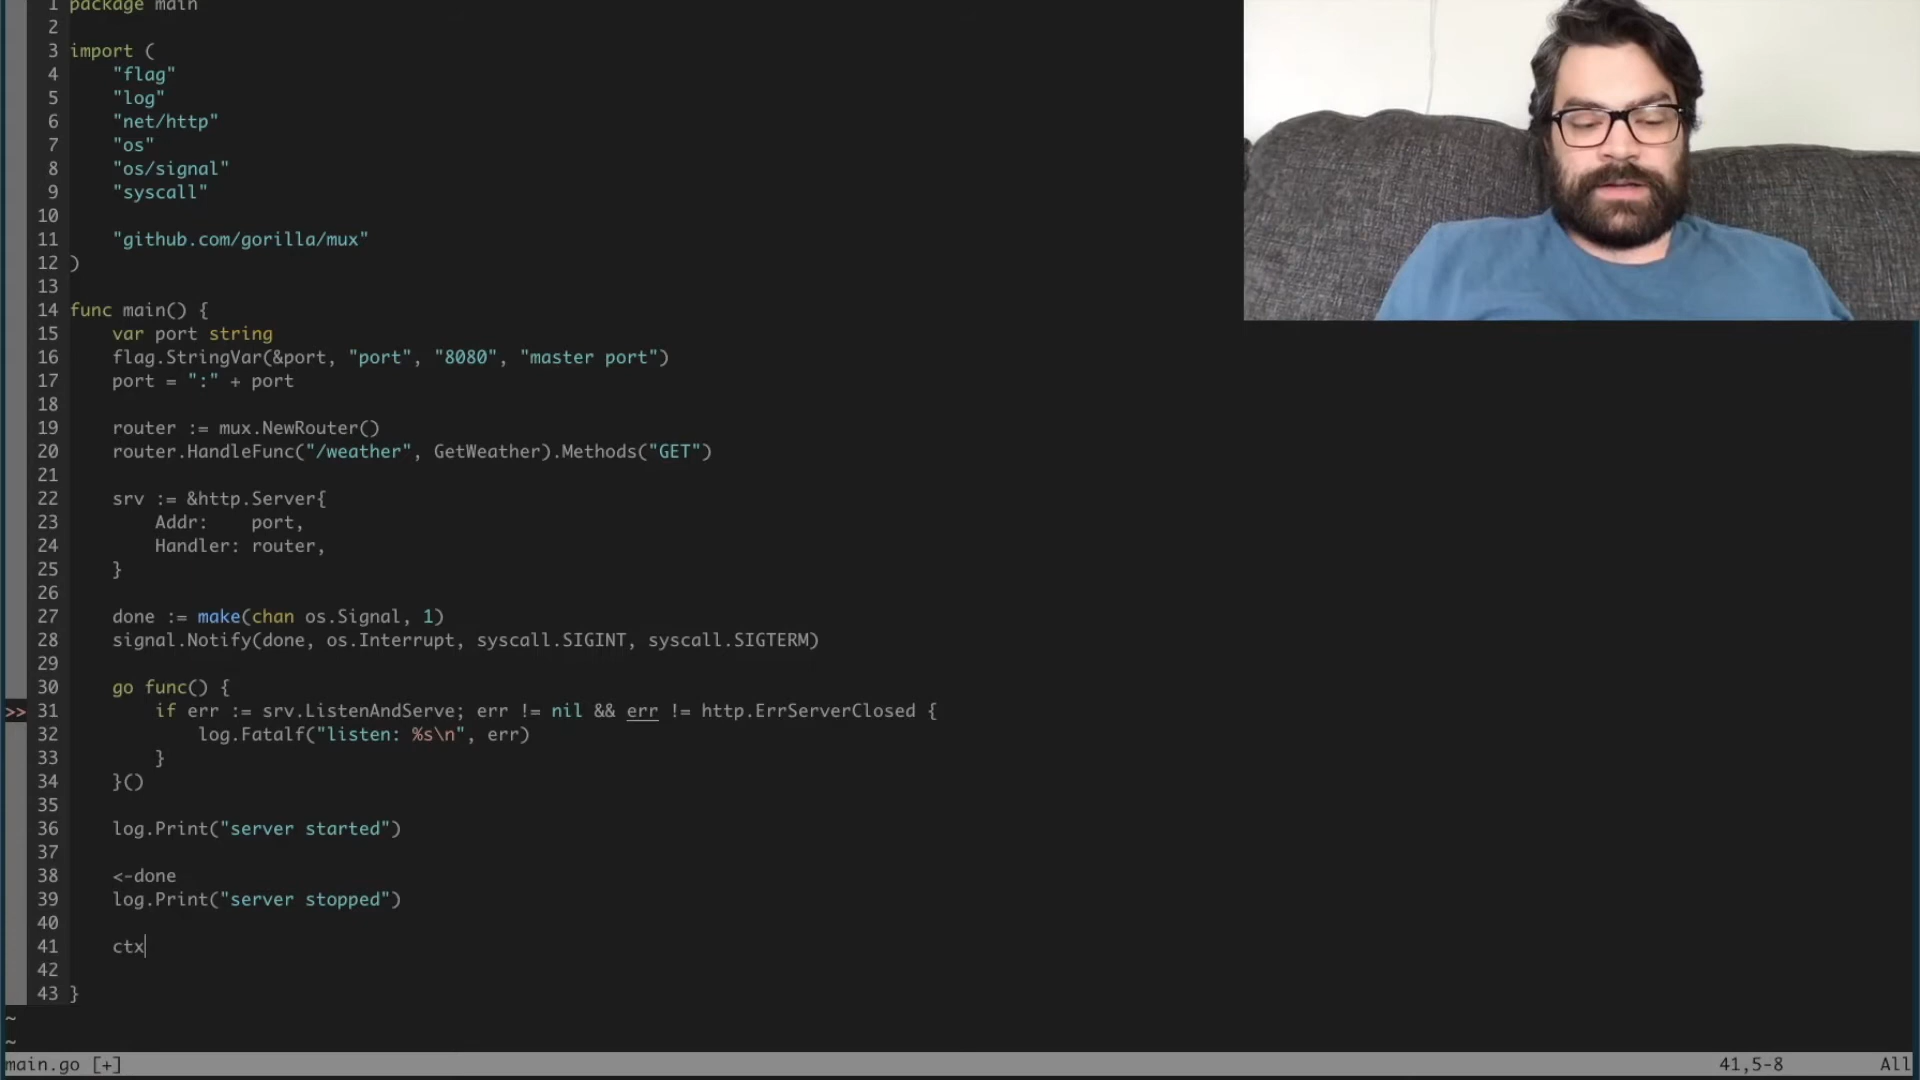 1 package main
2
3 import (
4     "flag"
5     "log"
6     "net/http"
7     "os"
8     "os/signal"
9     "syscall"
10
11     "github.com/gorilla/mux"
12 )
13
14 func main() {
15     var port string
16     flag.StringVar(&port, "port", "8080", "master port")
17     port = ":" + port
18
19     router := mux.NewRouter()
20     router.HandleFunc("/weather", GetWeather).Methods("GET")
21
22     srv := &http.Server{
23         Addr:    port,
24         Handler: router,
25     }
26
27     done := make(chan os.Signal, 1)
28     signal.Notify(done, os.Interrupt, syscall.SIGINT, syscall.SIGTERM)
29
30     go func() {
>> 31         if err := srv.ListenAndServe; err != nil && err != http.ErrServerClosed {
32             log.Fatalf("listen: %s\n", err)
33         }
34     }()
35
36     log.Print("server started")
37
38     <-done
39     log.Print("server stopped")
40
41     ctx
42
43 }
~
~
main.go [+] 41,5-8 All